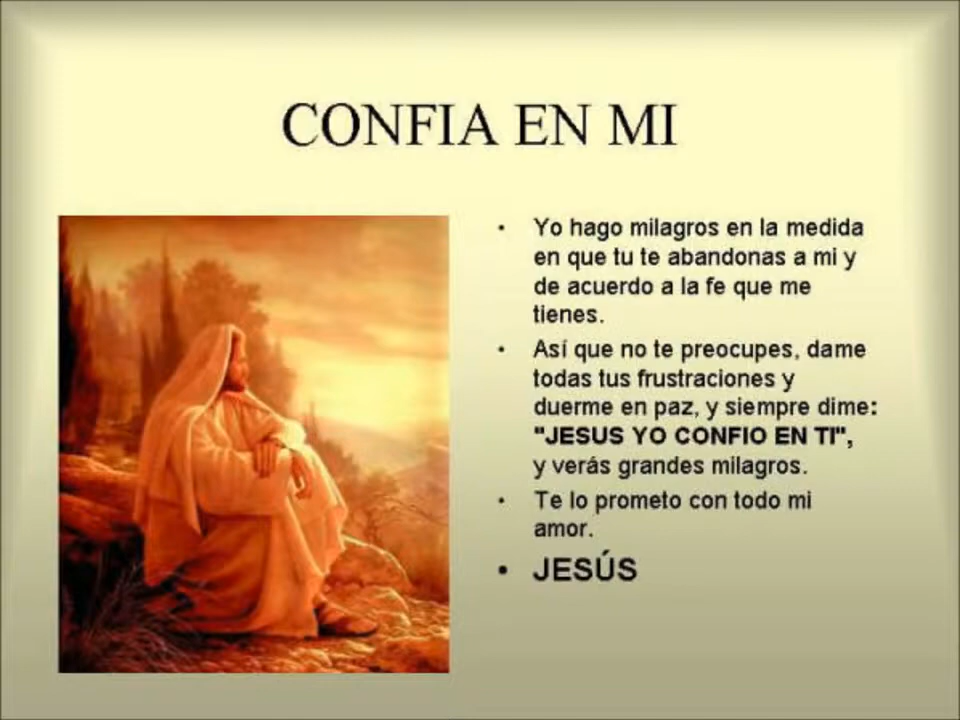 CONFIA EN MI
• Yo hago milagros en la medida
en que tu te abandonas a mi y
de acuerdo a la fe que me
tienes.
• Así que no te preocupes, dame
todas tus frustraciones y
duerme en paz, y siempre dime:
"JESUS YO CONFIO EN TI",
y verás grandes milagros.
• Te lo prometo con todo mi
amor.
• JESÚS